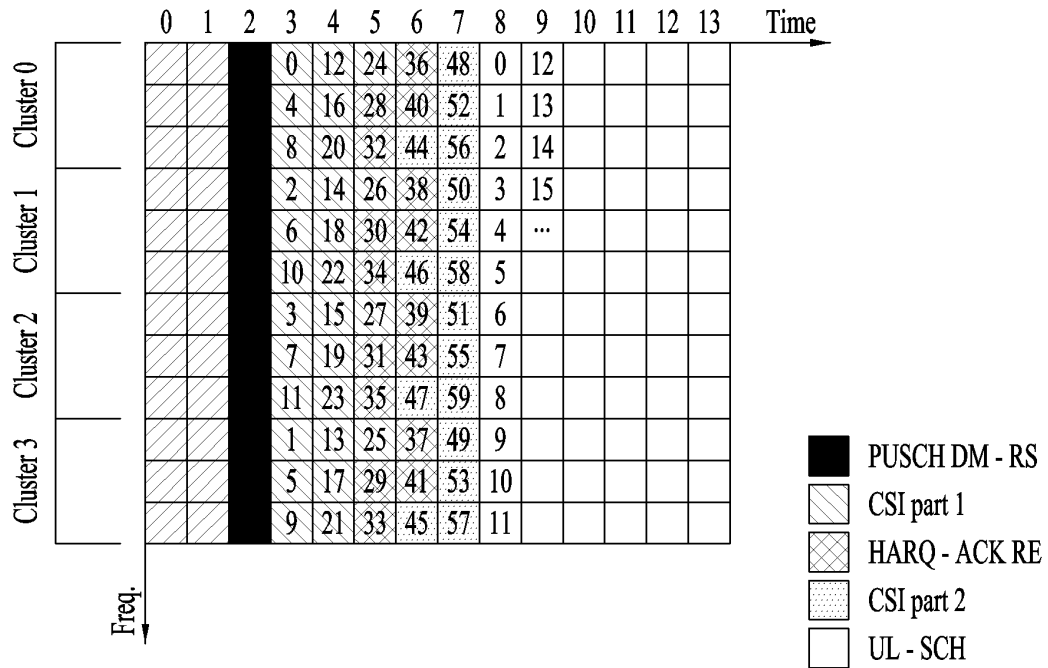 0 1 2 3 4 5 6 7 8 9 10 11 12 13 Time
Cluster 0
0 12 24 36 48 0 12
4 16 28 40 52 1 13
8 20 32 44 56 2 14
Cluster 1
2 14 26 38 50 3 15
6 18 30 42 54 4 ...
10 22 34 46 58 5
Cluster 2
3 15 27 39 51 6
7 19 31 43 55 7
11 23 35 47 59 8
Cluster 3
1 13 25 37 49 9
5 17 29 41 53 10
9 21 33 45 57 11
Freq.
PUSCH DM - RS
CSI part 1
HARQ - ACK RE
CSI part 2
UL - SCH